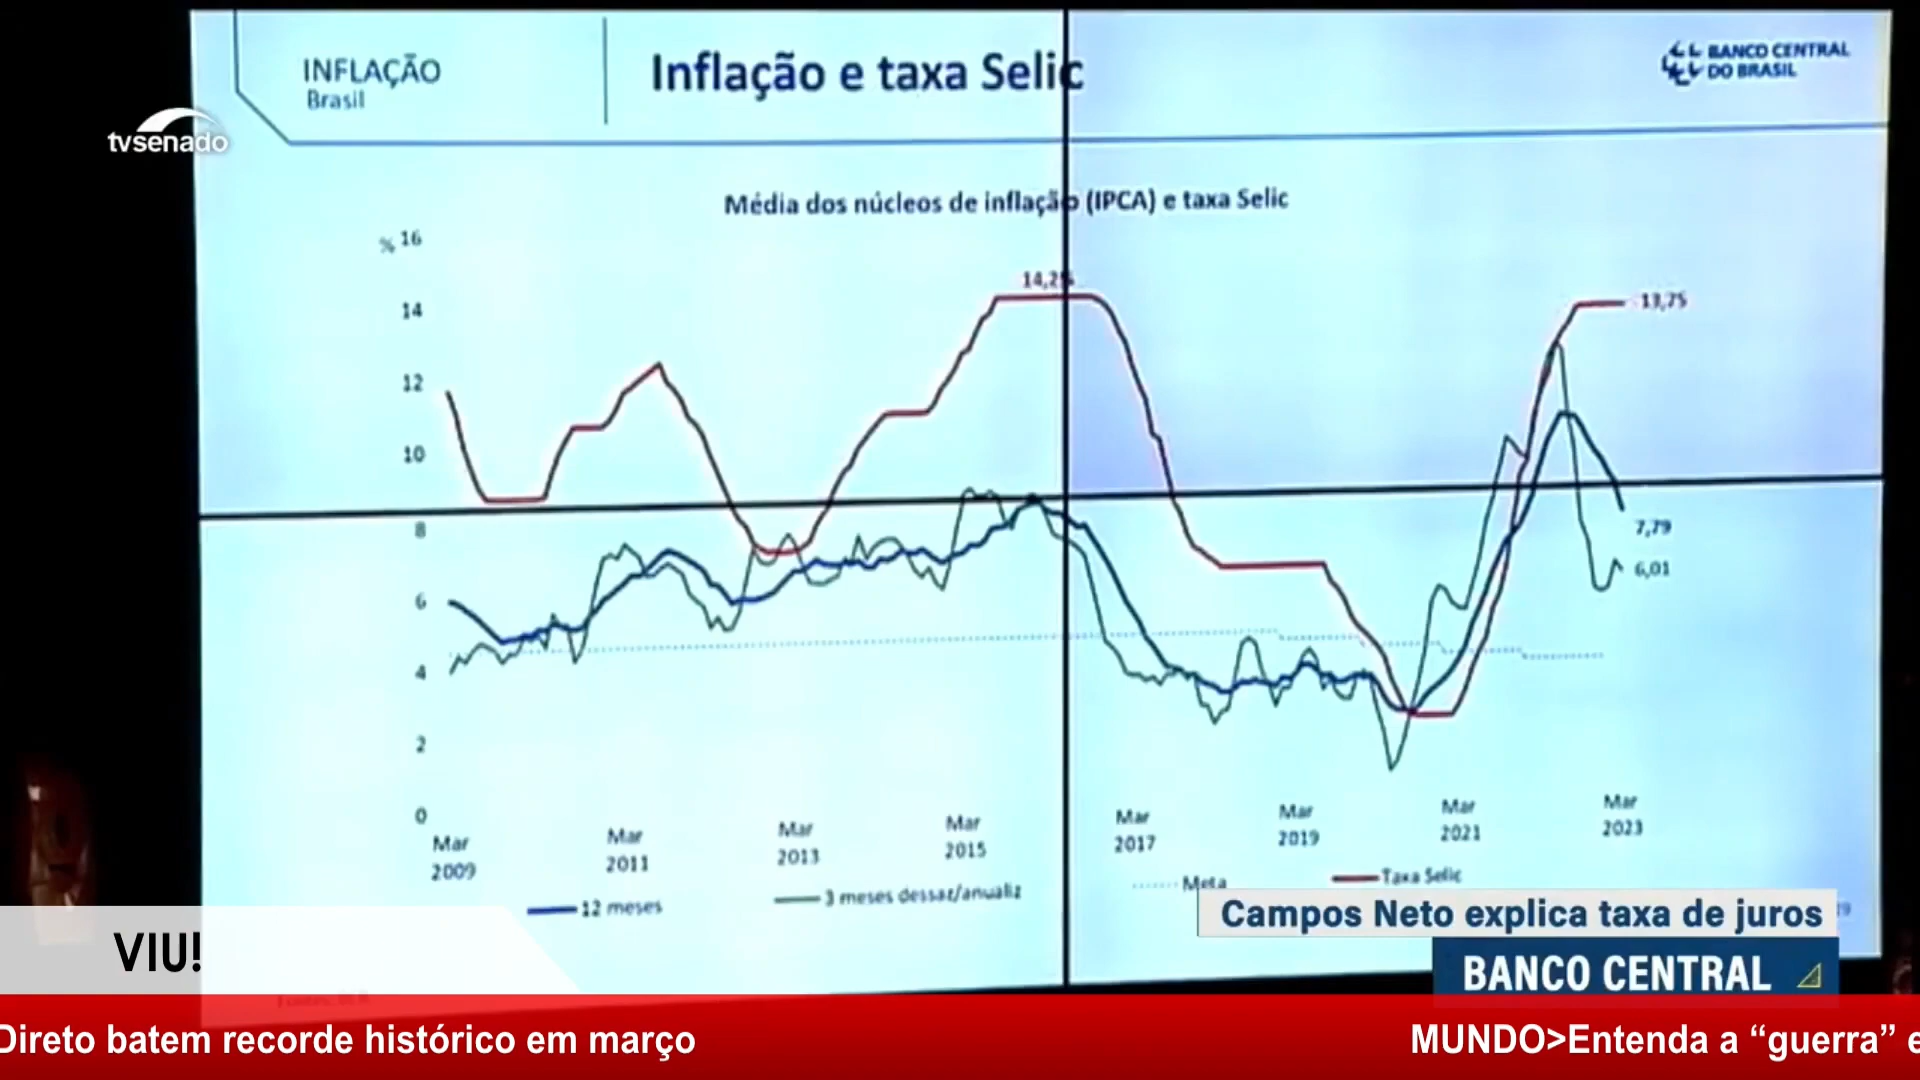 INFLAÇÃO
Brasil
Inflação e taxa Selic
BANCO CENTRAL
DO BRASIL
tvsenado
Média dos núcleos de inflação (IPCA) e taxa Selic
% 16
14
12
10
8
6
4
2
0
14,25
13,75
7,79
6,01
Mar
2009
Mar
2011
Mar
2013
Mar
2015
Mar
2017
Mar
2019
Mar
2021
Mar
2023
12 meses
3 meses dessaz/anualiz
Meta
Taxa Selic
Campos Neto explica taxa de juros
BANCO CENTRAL
VIU!
Direto batem recorde histórico em março
MUNDO>Entenda a “guerra” e